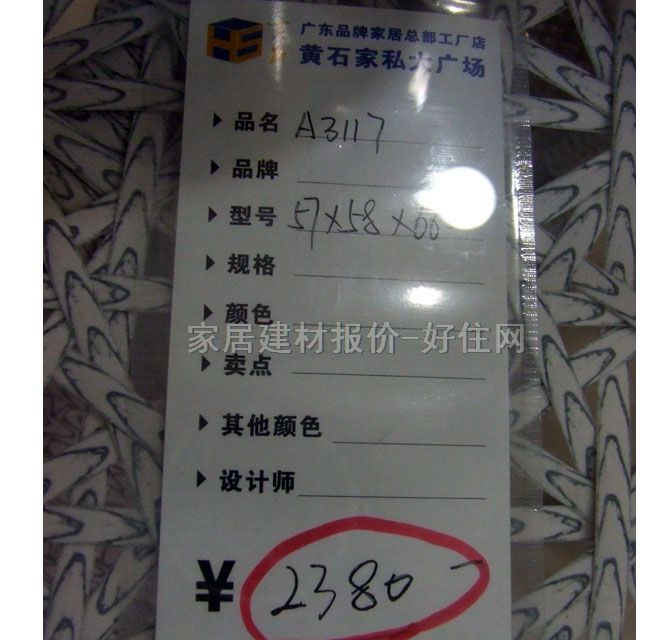 广东品牌家居总部工厂店
黄石家私大广场
品名 A3117
品牌
型号 57×58×
规格
颜色
家居建材报价-好住网
卖点
其他颜色
设计师
¥ 2380-